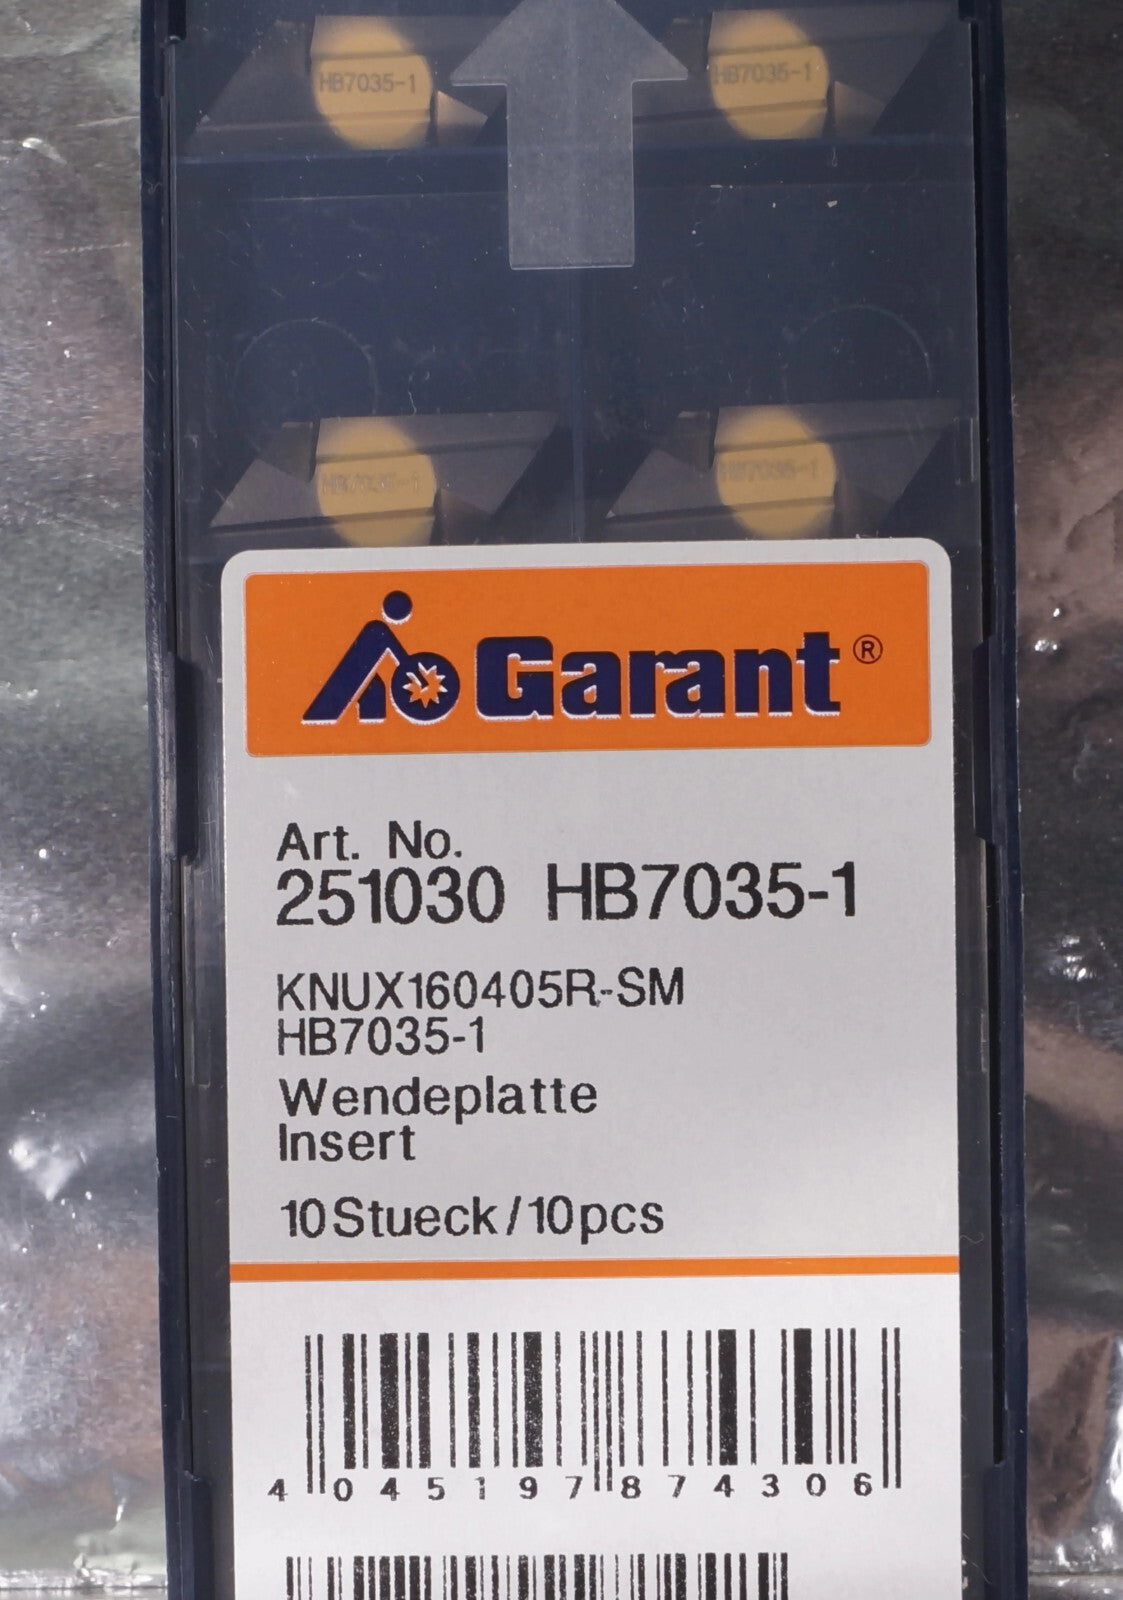 HB7035-1 HB7035-1
HB7035-1 HB7035-1
Garant®
Art. No.
251030 HB7035-1
KNUX160405R-SM
HB7035-1
Wendeplatte
Insert
10Stueck/10pcs
4 045197 874306